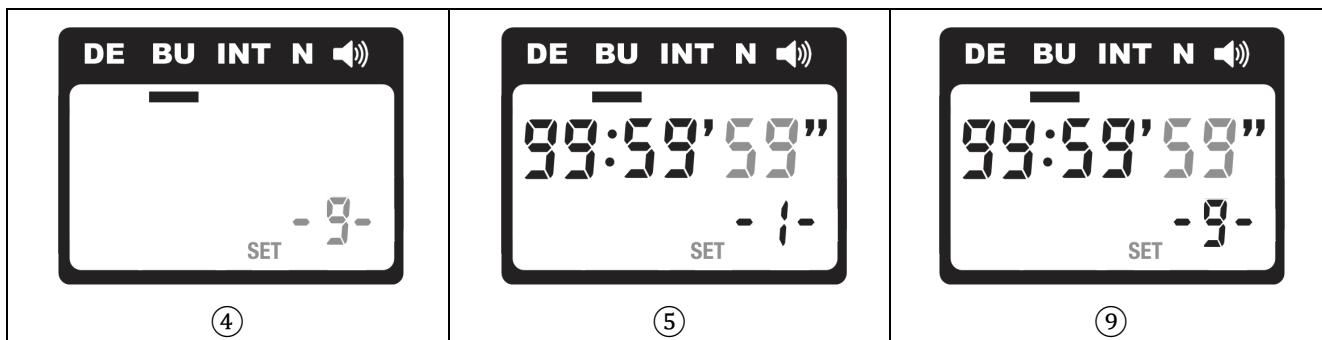 DE BU INT N
-9-
SET
④
DE BU INT N
99:59'59"
-1-
SET
⑤
DE BU INT N
99:59'59"
-9-
SET
⑨